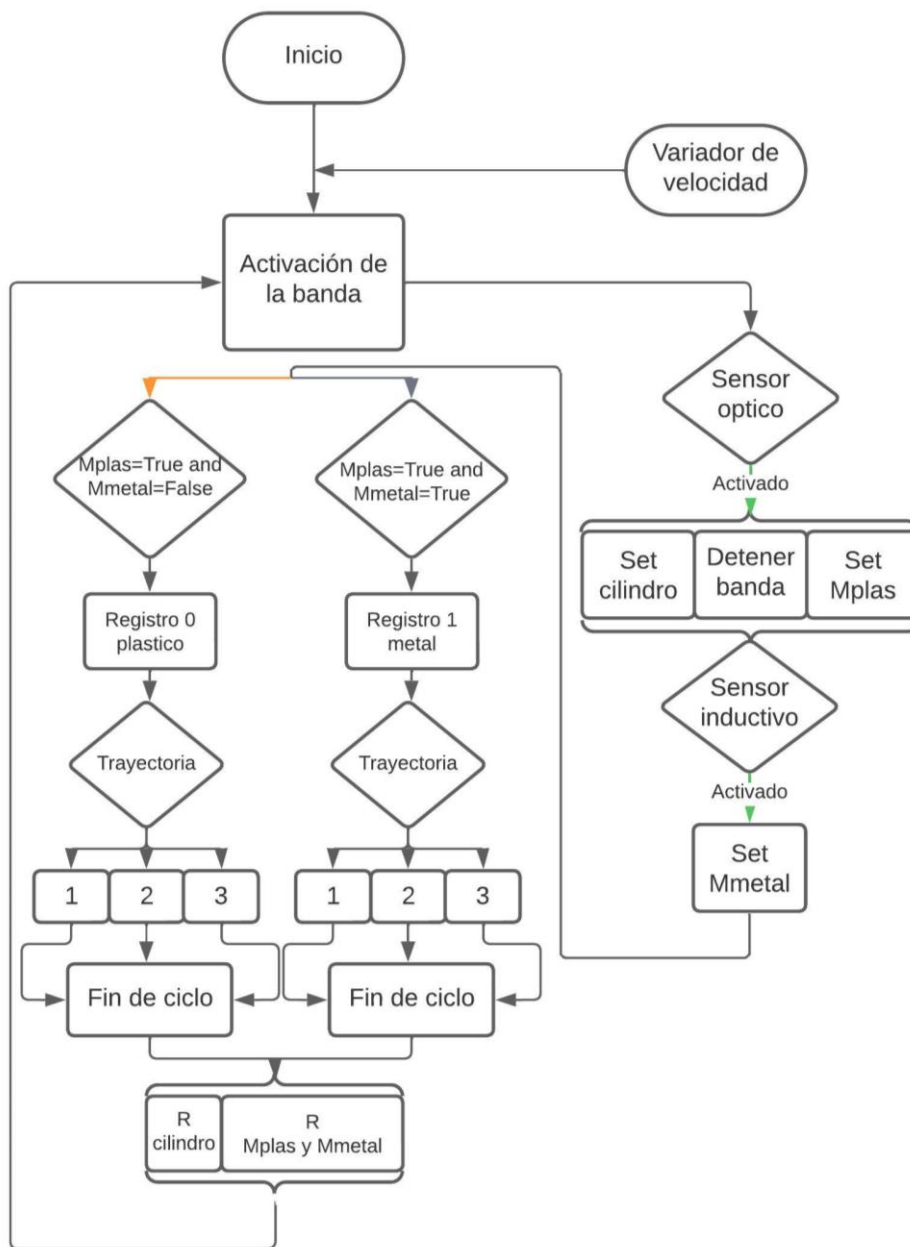 Inicio
Variador de
velocidad
Activación de
la banda
Sensor
optico
Activado
Set
cilindro
Detener
banda
Set
Mplas
Sensor
inductivo
Activado
Set
Mmetal
Mplas=True and
Mmetal=False
Mplas=True and
Mmetal=True
Registro 0
plastico
Registro 1
metal
Trayectoria
Trayectoria
1
2
3
1
2
3
Fin de ciclo
Fin de ciclo
R
cilindro
R
Mplas y Mmetal